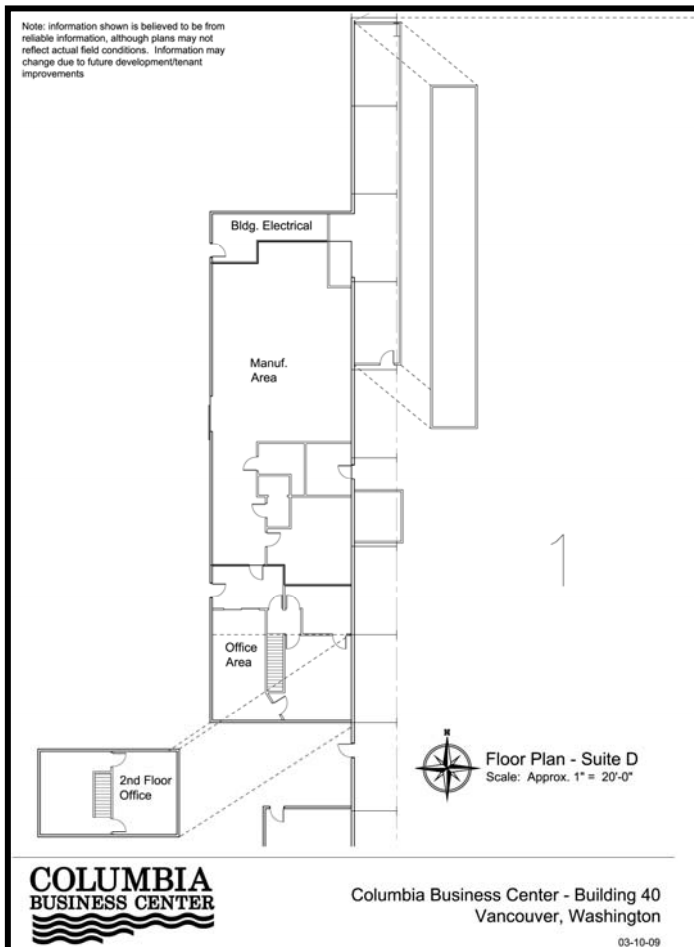 Note: information shown is believed to be from
reliable information, although plans may not
reflect actual field conditions.  Information may
change due to future development/tenant
improvements
Bldg. Electrical
Manuf.
Area
1
Office
Area
2nd Floor
Office
N
Floor Plan - Suite D
Scale:  Approx. 1" =  20'-0"
COLUMBIA
BUSINESS CENTER
Columbia Business Center - Building 40
Vancouver, Washington
03-10-09